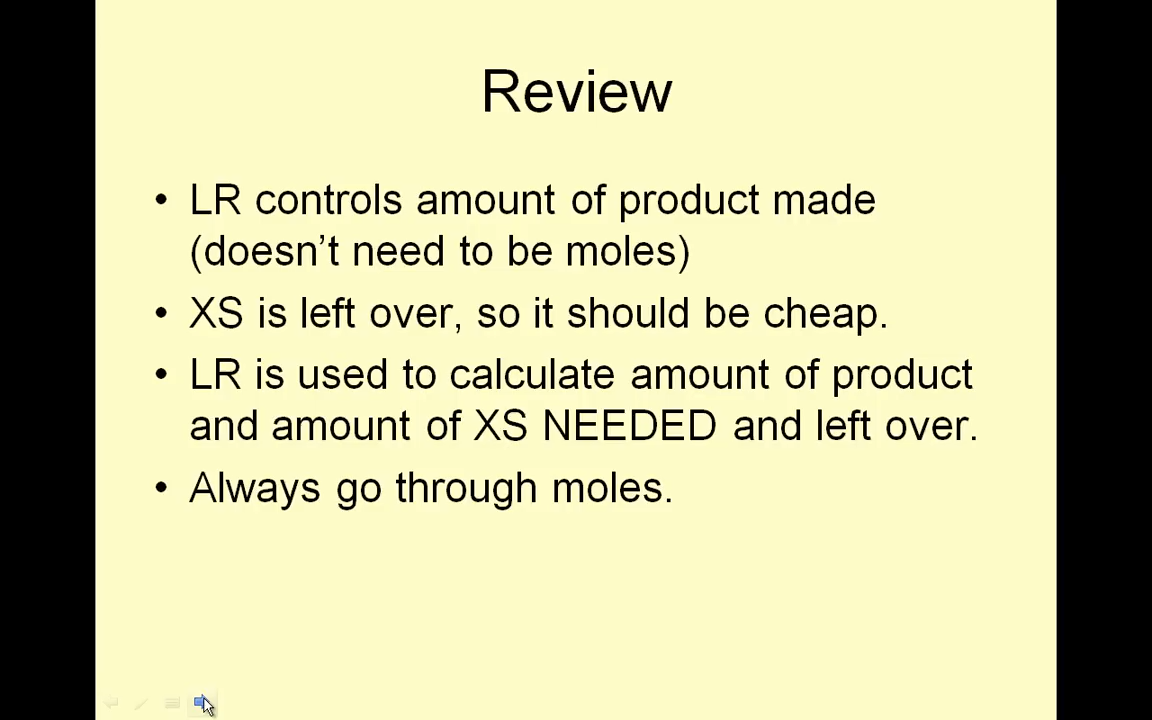 Review
• LR controls amount of product made
(doesn't need to be moles)
• XS is left over, so it should be cheap.
• LR is used to calculate amount of product
and amount of XS NEEDED and left over.
• Always go through moles.